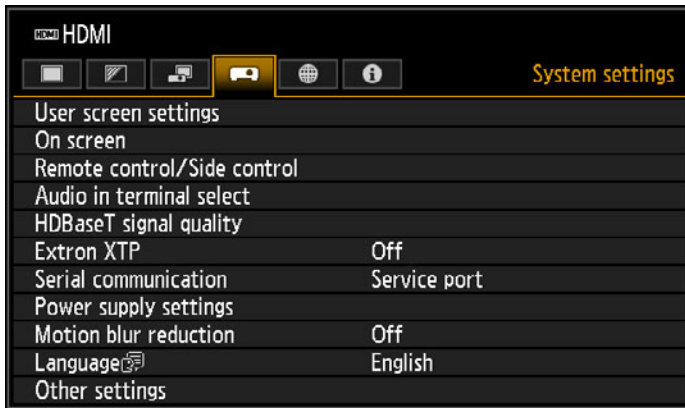 HDMI HDMI
System settings
User screen settings
On screen
Remote control/Side control
Audio in terminal select
HDBaseT signal quality
Extron XTP Off
Serial communication Service port
Power supply settings
Motion blur reduction Off
Language English
Other settings